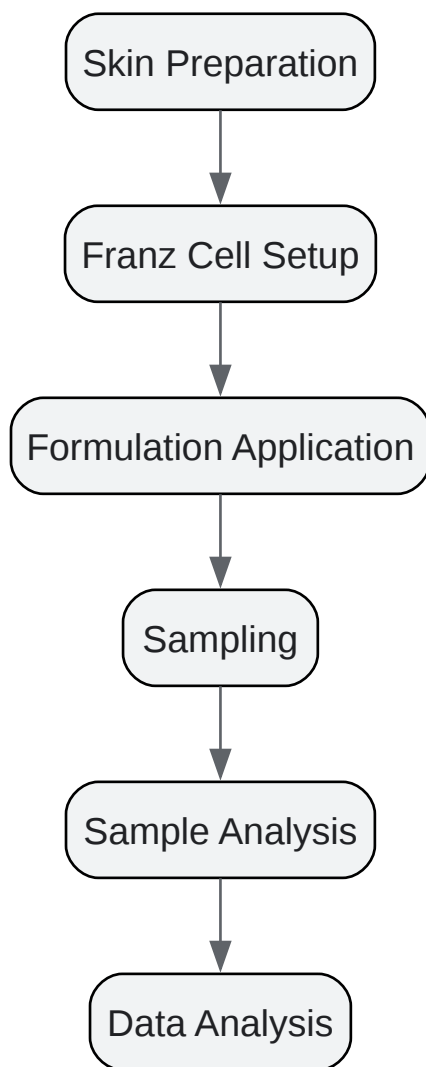 Skin Preparation
Franz Cell Setup
Formulation Application
Sampling
Sample Analysis
Data Analysis